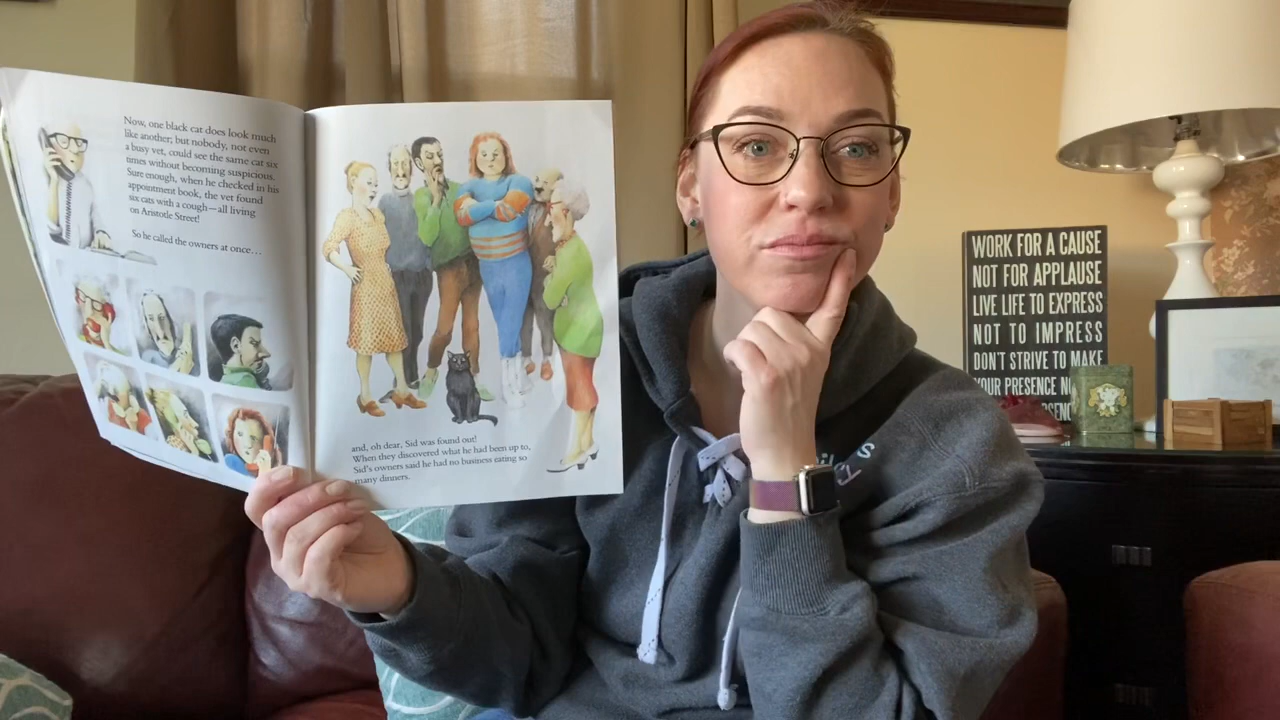 Now, one black cat does look much
like another; but nobody, not even
a busy vet, could see the same cat six
times without becoming suspicious.
Sure enough, when he checked in his
appointment book, the vet found
six cats with a cough—all living
on Aristotle Street!
So he called the owners at once…
and, oh dear, Sid was found out!
When they discovered what he had been up to,
Sid's owners said he had no business eating so
many dinners.
WORK FOR A CAUSE
NOT FOR APPLAUSE
LIVE LIFE TO EXPRESS
NOT TO IMPRESS
DON'T STRIVE TO MAKE
YOUR PRESENCE